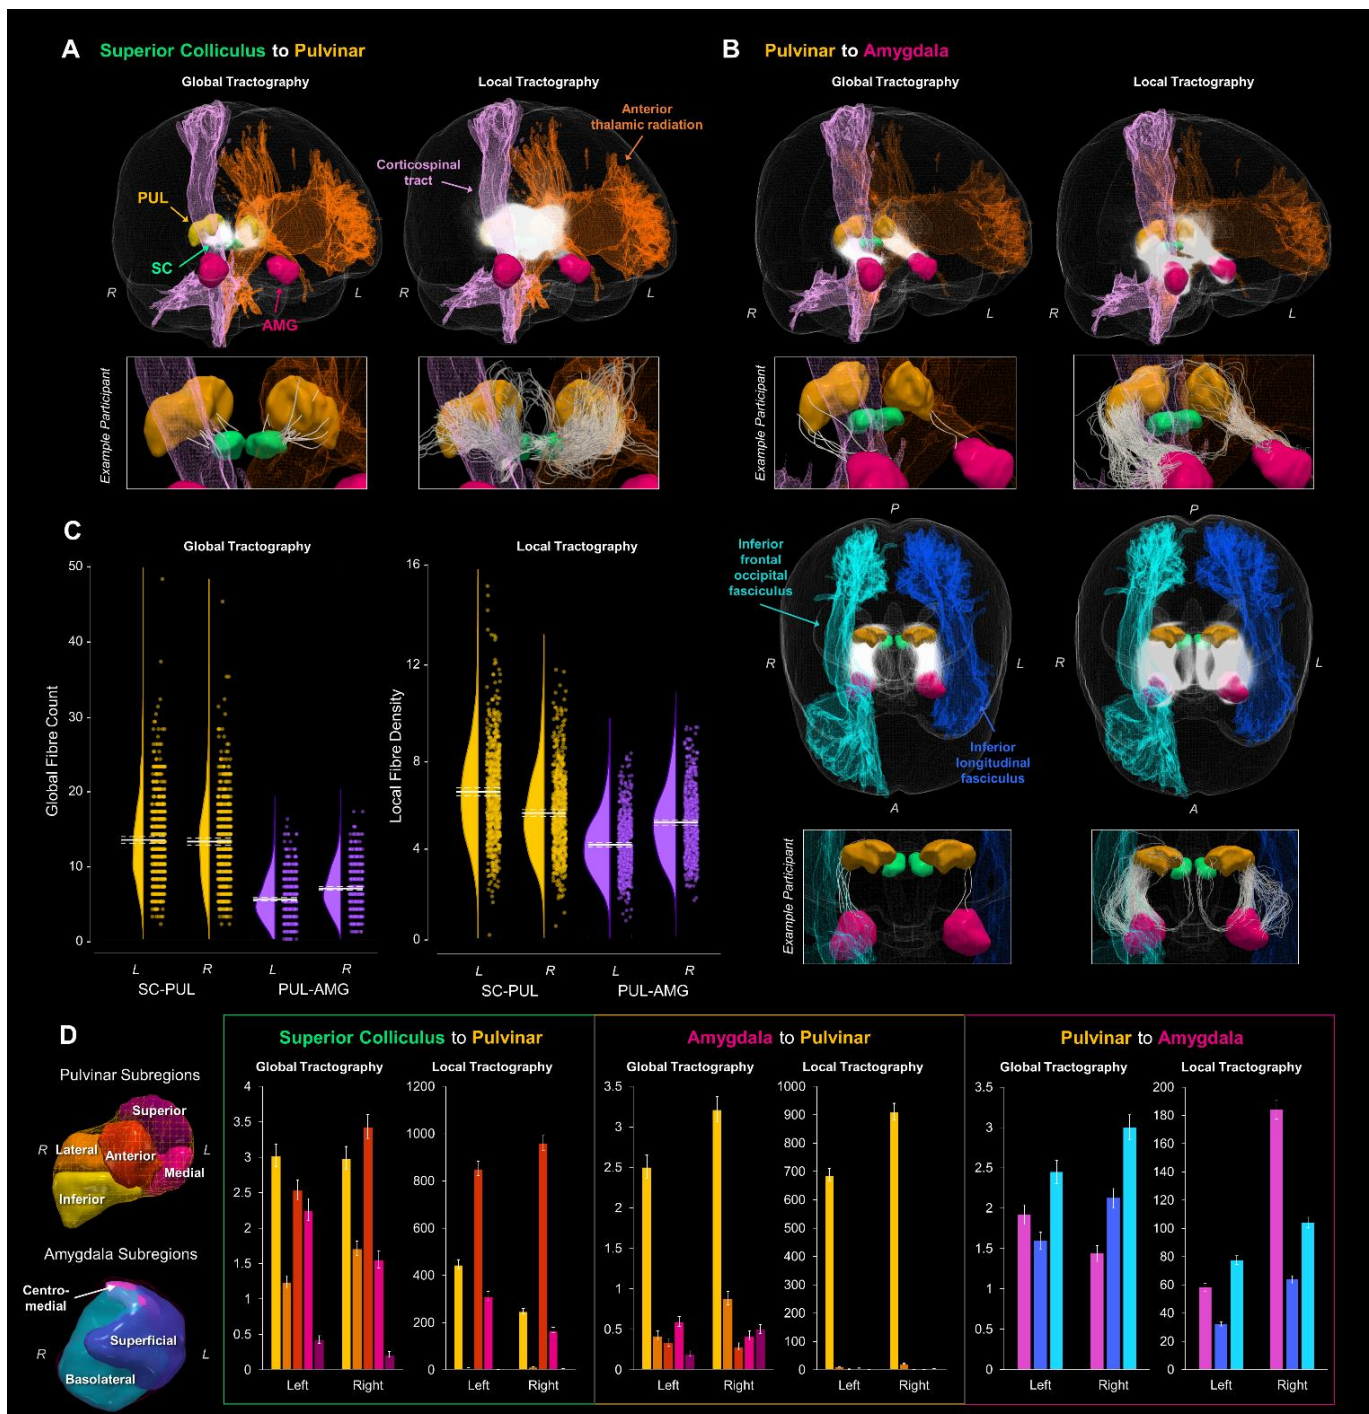 A Superior Colliculus to Pulvinar
Global Tractography
Local Tractography
Anterior
thalamic radiation
Corticospinal
tract
PUL
SC
R
L
R
L
AMG
Example Participant
B Pulvinar to Amygdala
Global Tractography
Local Tractography
R
L
R
L
Example Participant
P
P
Inferior
frontal
occipital
fasciculus
R
L
R
L
Inferior
longitudinal
fasciculus
A
A
Example Participant
C
Global Tractography
Global Fibre Count
50
40
30
20
10
0
L R L R
SC-PUL PUL-AMG
Local Tractography
Local Fibre Density
16
12
8
4
0
L R L R
SC-PUL PUL-AMG
D
Pulvinar Subregions
Superior
R
Lateral
Anterior
L
Medial
Inferior
Amygdala Subregions
Centro-
medial
Superficial
R
L
Basolateral
Superior Colliculus to Pulvinar
Global Tractography
4
3.5
3
2.5
2
1.5
1
0.5
0
Left Right
Local Tractography
1200
1000
800
600
400
200
0
Left Right
Amygdala to Pulvinar
Global Tractography
3.5
3
2.5
2
1.5
1
0.5
0
Left Right
Local Tractography
1000
900
800
700
600
500
400
300
200
100
0
Left Right
Pulvinar to Amygdala
Global Tractography
3.5
3
2.5
2
1.5
1
0.5
0
Left Right
Local Tractography
200
180
160
140
120
100
80
60
40
20
0
Left Right